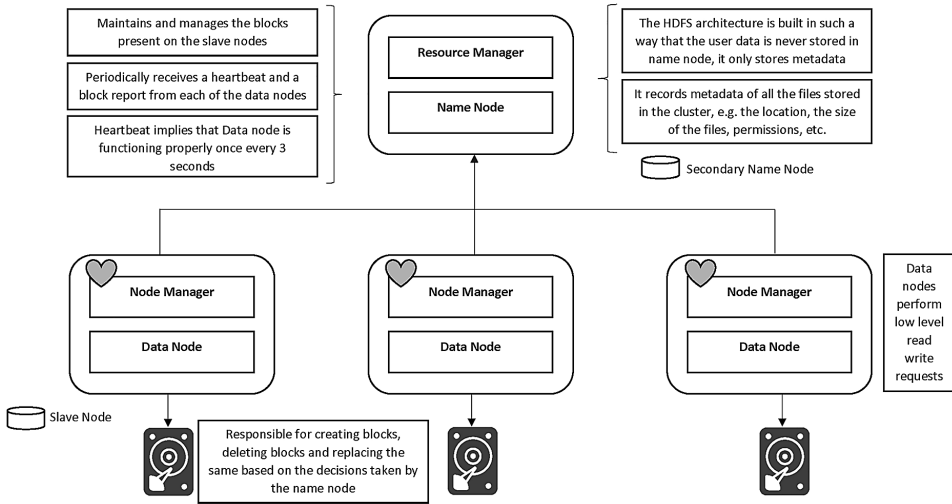 Maintains and manages the blocks
present on the slave nodes
Periodically receives a heartbeat and a
block report from each of the data nodes
Heartbeat implies that Data node is
functioning properly once every 3
seconds
Resource Manager
Name Node
The HDFS architecture is built in such a
way that the user data is never stored in
name node, it only stores metadata
It records metadata of all the files stored
in the cluster, e.g. the location, the size
of the files, permissions, etc.
Secondary Name Node
Node Manager
Data Node
Node Manager
Data Node
Node Manager
Data Node
Data
nodes
perform
low level
read
write
requests
Slave Node
Responsible for creating blocks,
deleting blocks and replacing the
same based on the decisions taken by
the name node